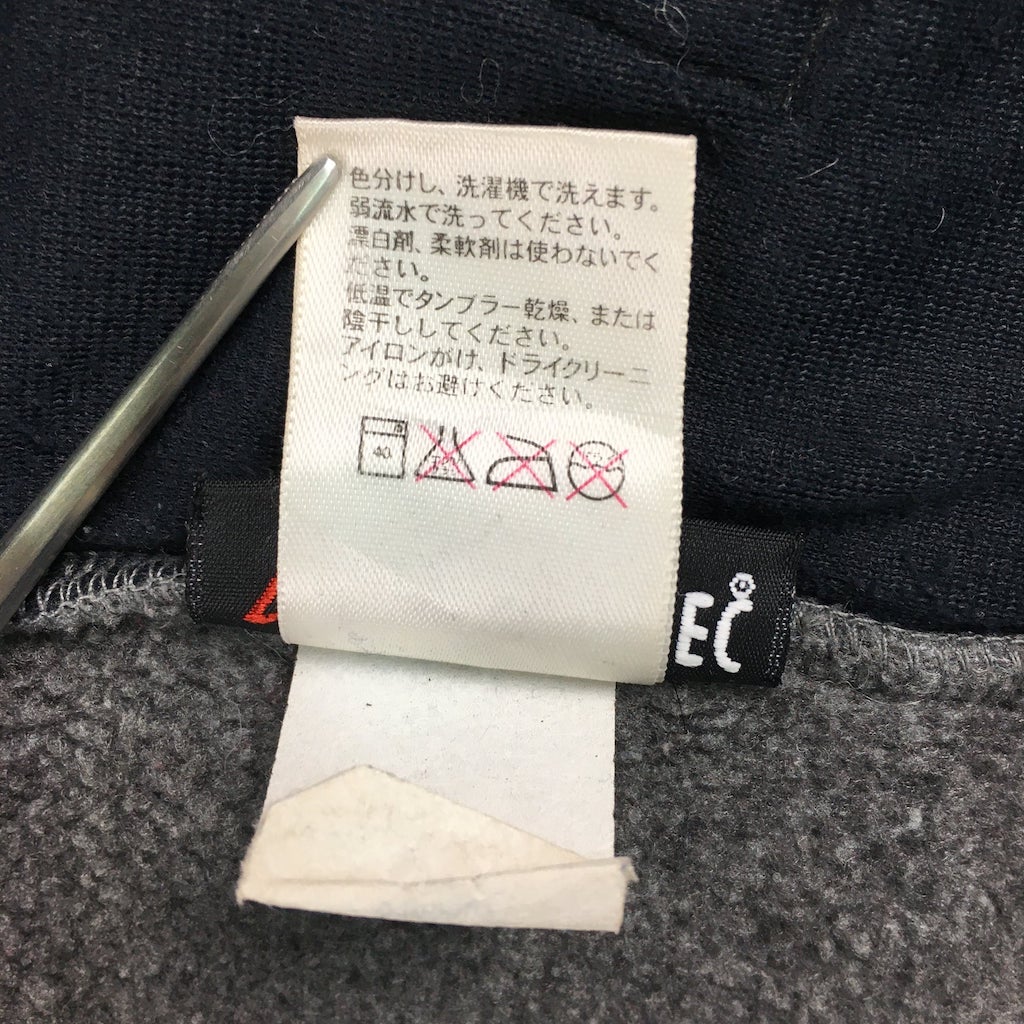 色分けし、洗濯機で洗えます。
弱流水で洗ってください。
漂白剤、柔軟剤は使わないでく
ださい。
低温でタンブラー乾燥、または
陰干ししてください。
アイロンがけ、ドライクリーニ
ングはお避けください。
40
EC